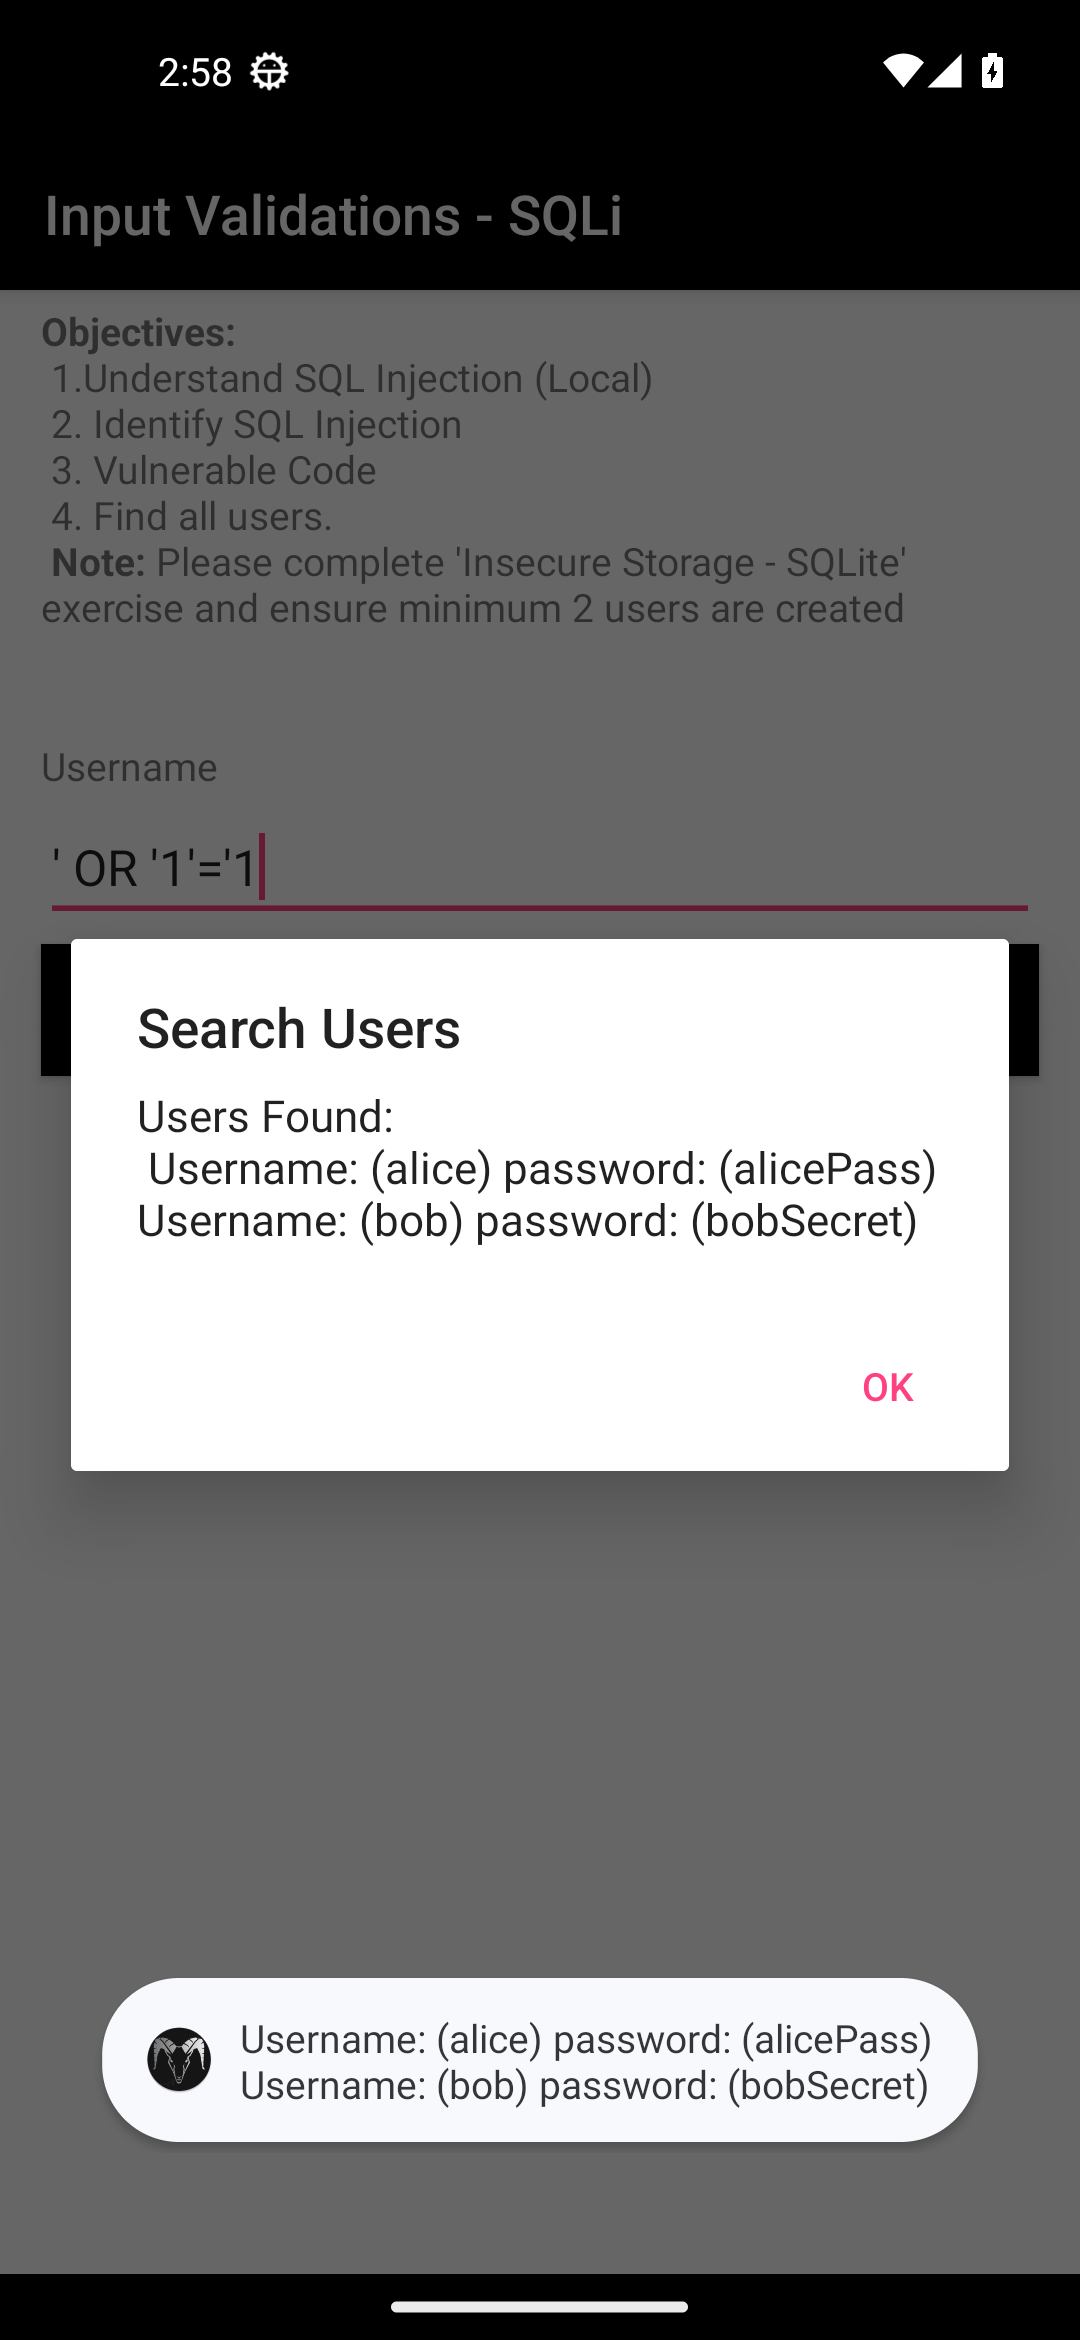 2:58
Input Validations - SQLi
Objectives:
1.Understand SQL Injection (Local)
2. Identify SQL Injection
3. Vulnerable Code
4. Find all users.
Note: Please complete 'Insecure Storage - SQLite'
exercise and ensure minimum 2 users are created
Username
' OR '1'='1
Search Users
Users Found:
Username: (alice) password: (alicePass)
Username: (bob) password: (bobSecret)
OK
Username: (alice) password: (alicePass)
Username: (bob) password: (bobSecret)